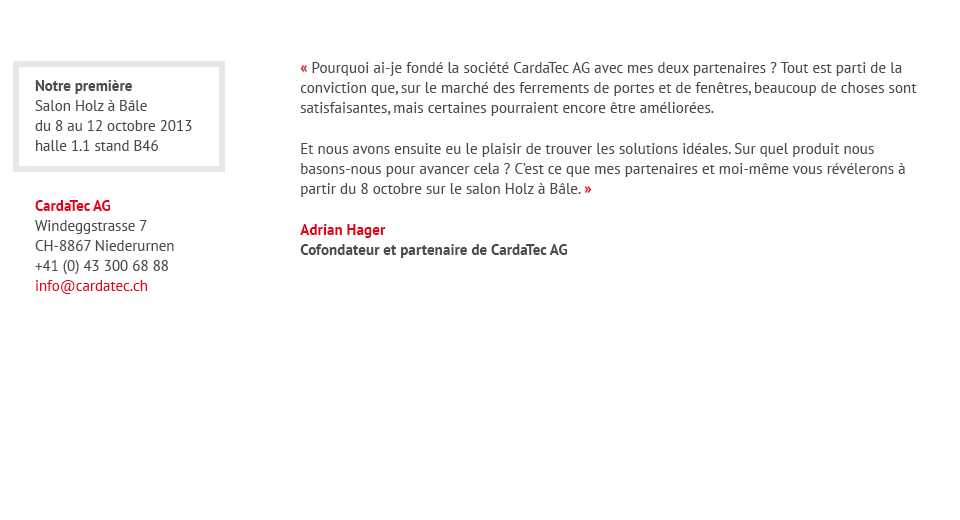 Notre première
Salon Holz à Bâle
du 8 au 12 octobre 2013
halle 1.1 stand B46
CardaTec AG
Windeggstrasse 7
CH-8867 Niederurnen
+41 (0) 43 300 68 88
info@cardatec.ch
« Pourquoi ai-je fondé la société CardaTec AG avec mes deux partenaires ? Tout est parti de la
conviction que, sur le marché des ferrements de portes et de fenêtres, beaucoup de choses sont
satisfaisantes, mais certaines pourraient encore être améliorées.
Et nous avons ensuite eu le plaisir de trouver les solutions idéales. Sur quel produit nous
basons-nous pour avancer cela ? C’est ce que mes partenaires et moi-même vous révélerons à
partir du 8 octobre sur le salon Holz à Bâle. »
Adrian Hager
Cofondateur et partenaire de CardaTec AG